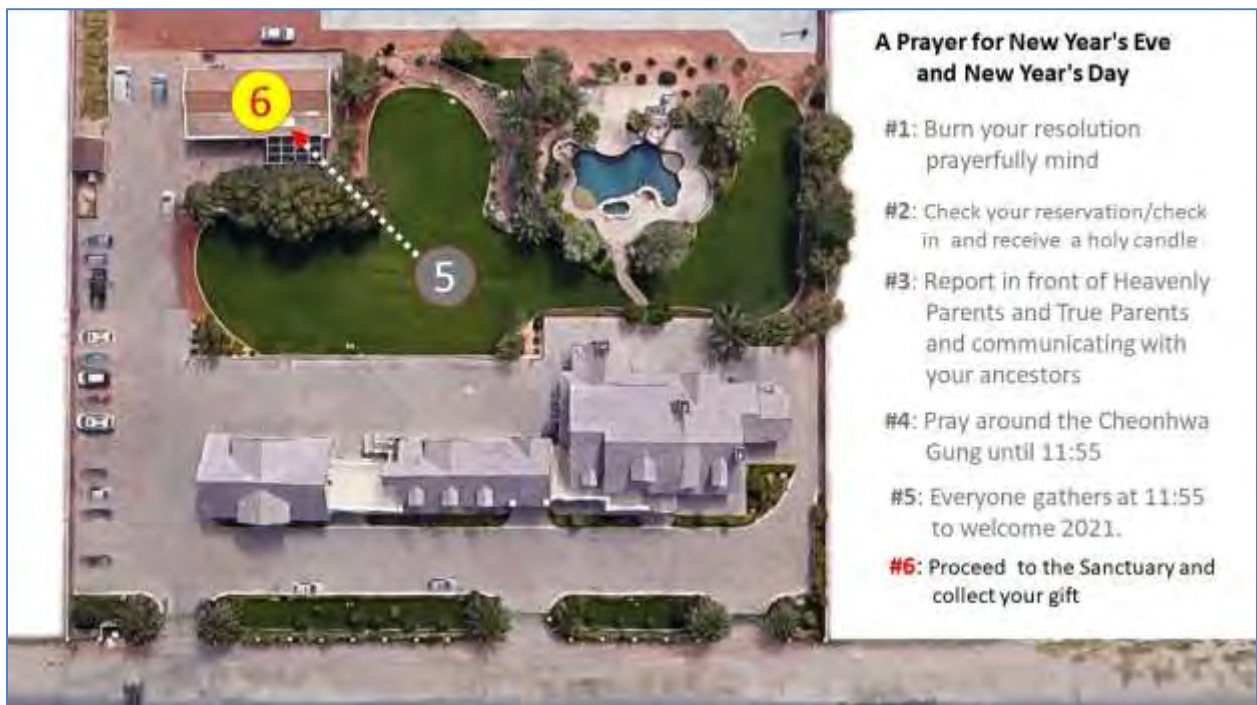 6
5
A Prayer for New Year's Eve
and New Year's Day
#1: Burn your resolution
prayerfully mind
#2: Check your reservation/check
in and receive a holy candle
#3: Report in front of Heavenly
Parents and True Parents
and communicating with
your ancestors
#4: Pray around the Cheonhwa
Gung until 11:55
#5: Everyone gathers at 11:55
to welcome 2021.
#6: Proceed to the Sanctuary and
collect your gift